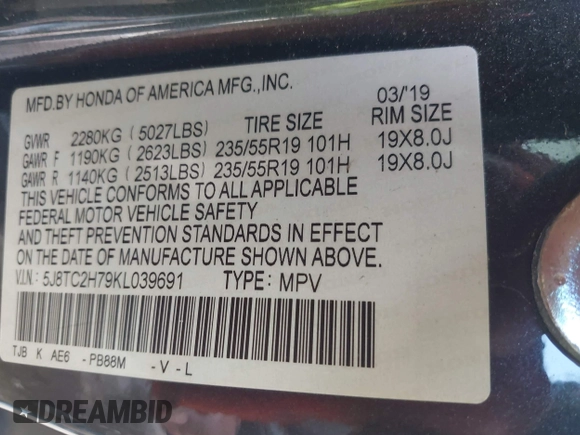 MFD.BY HONDA OF AMERICA MFG.,INC. 03/'19
TIRE SIZE RIM SIZE
GVWR 2280KG ( 5027LBS)
GAWR F 1190KG ( 2623LBS) 235/55R19 101H 19X8.0J
GAWR R 1140KG ( 2513LBS) 235/55R19 101H 19X8.0J
THIS VEHICLE CONFORMS TO ALL APPLICABLE
FEDERAL MOTOR VEHICLE SAFETY
AND THEFT PREVENTION STANDARDS IN EFFECT
ON THE DATE OF MANUFACTURE SHOWN ABOVE.
V.I.N.: 5J8TC2H79KL039691 TYPE: MPV
TJB K AE6 - PB88M - V - L
DREAMBID